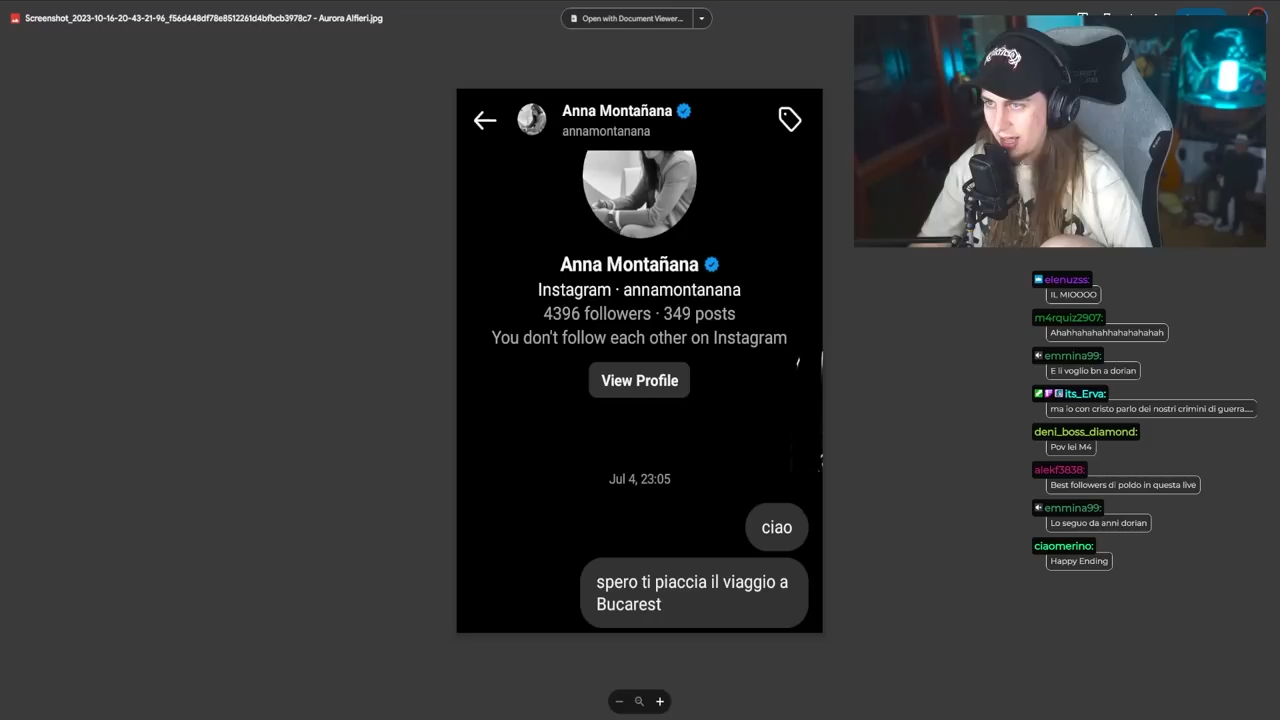 Screenshot_2023-10-16-20-43-21-96_f56d448df78e8512261d4bfbcb3978c7 - Aurora Alfieri.jpg
Open with Document Viewer...
Anna Montañana
annamontanana
Anna Montañana
Instagram · annamontanana
4396 followers · 349 posts
You don't follow each other on Instagram
View Profile
Jul 4, 23:05
ciao
spero ti piaccia il viaggio a
Bucarest
elenuzss:
IL MIOOOO
m4rquiz2907:
Ahahhahahahhahahahahah
emmina99:
E li voglio bn a dorian
its_Erva:
ma io con cristo parlo dei nostri crimini di guerra....
deni_boss_diamond:
Pov lei M4
alekf3838:
Best followers di poldo in questa live
emmina99:
Lo seguo da anni dorian
ciaomerino:
Happy Ending